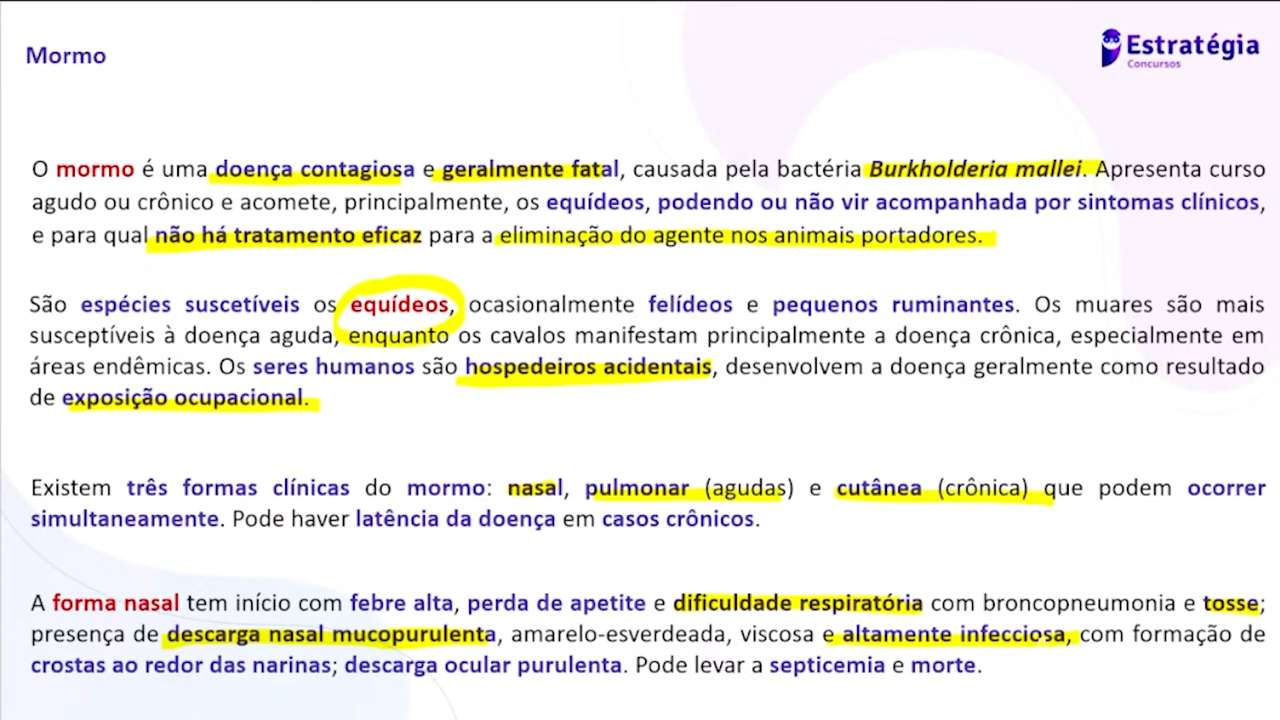 Mormo
Estratégia
Concursos
O mormo é uma doença contagiosa e geralmente fatal, causada pela bactéria Burkholderia mallei. Apresenta curso
agudo ou crônico e acomete, principalmente, os equídeos, podendo ou não vir acompanhada por sintomas clínicos,
e para qual não há tratamento eficaz para a eliminação do agente nos animais portadores.
São espécies suscetíveis os equídeos, ocasionalmente felídeos e pequenos ruminantes. Os muares são mais
susceptíveis à doença aguda, enquanto os cavalos manifestam principalmente a doença crônica, especialmente em
áreas endêmicas. Os seres humanos são hospedeiros acidentais, desenvolvem a doença geralmente como resultado
de exposição ocupacional.
Existem três formas clínicas do mormo: nasal, pulmonar (agudas) e cutânea (crônica) que podem ocorrer
simultaneamente. Pode haver latência da doença em casos crônicos.
A forma nasal tem início com febre alta, perda de apetite e dificuldade respiratória com broncopneumonia e tosse;
presença de descarga nasal mucopurulenta, amarelo-esverdeada, viscosa e altamente infecciosa, com formação de
crostas ao redor das narinas; descarga ocular purulenta. Pode levar a septicemia e morte.